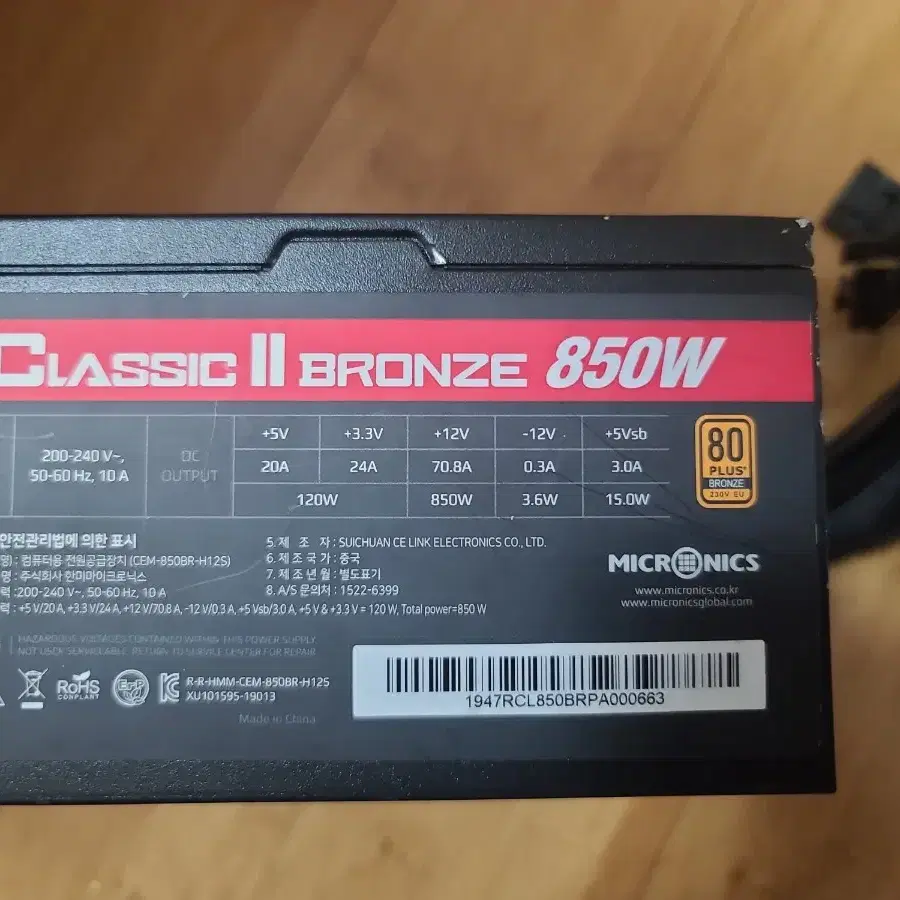 CLASSIC II BRONZE 850W
200-240 V~,
50-60 Hz, 10 A
DC
OUTPUT
+5V +3.3V +12V -12V +5Vsb
20A 24A 70.8A 0.3A 3.0A
120W 850W 3.6W 15.0W
80
PLUS
BRONZE
230V EU
안전관리법에 의한 표시
명) : 컴퓨터용 전원공급장치 (CEM-850BR-H12S)
명 : 주식회사 한미마이크로닉스
력 : 200-240 V~, 50-60 Hz, 10 A
력 : +5 V/20 A, +3.3 V/24 A, +12 V/70.8 A, -12 V/0.3 A, +5 Vsb/3.0 A, +5 V & +3.3 V = 120 W, Total power=850 W
5. 제 조 자 : SUICHUAN CE LINK ELECTRONICS CO., LTD.
6. 제조국가 : 중국
7. 제조년월 : 별도표기
8. A/S 문의처 : 1522-6399
MICRONICS
www.micronics.co.kr
www.micronicsglobal.com
HAZARDOUS VOLTAGES CONTAINED WITHIN THIS POWER SUPPLY
NOT USER SERVICEABLE. RETURN TO SERVICE CENTER FOR REPAIR
RoHS
COMPLIANT
ErP
R-R-HMM-CEM-850BR-H12S
XU101595-19013
Made in China
1947RCL850BRPA000663